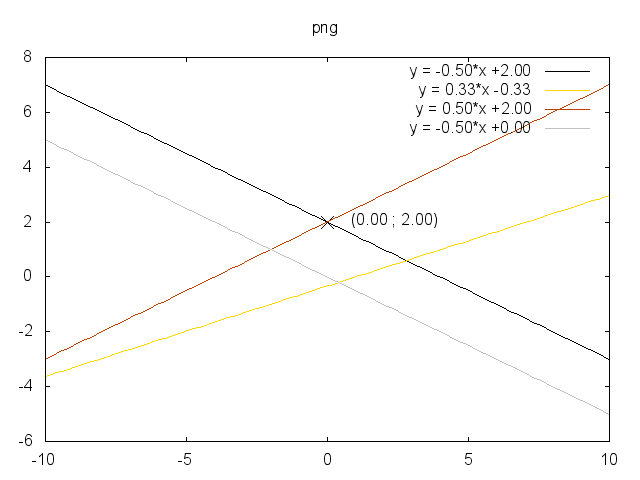 png
8
y = -0.50*x +2.00
y = 0.33*x -0.33
6
y = 0.50*x +2.00
y = -0.50*x +0.00
4
2
(0.00 ; 2.00)
0
-2
-4
-6
-10 -5 0 5 10